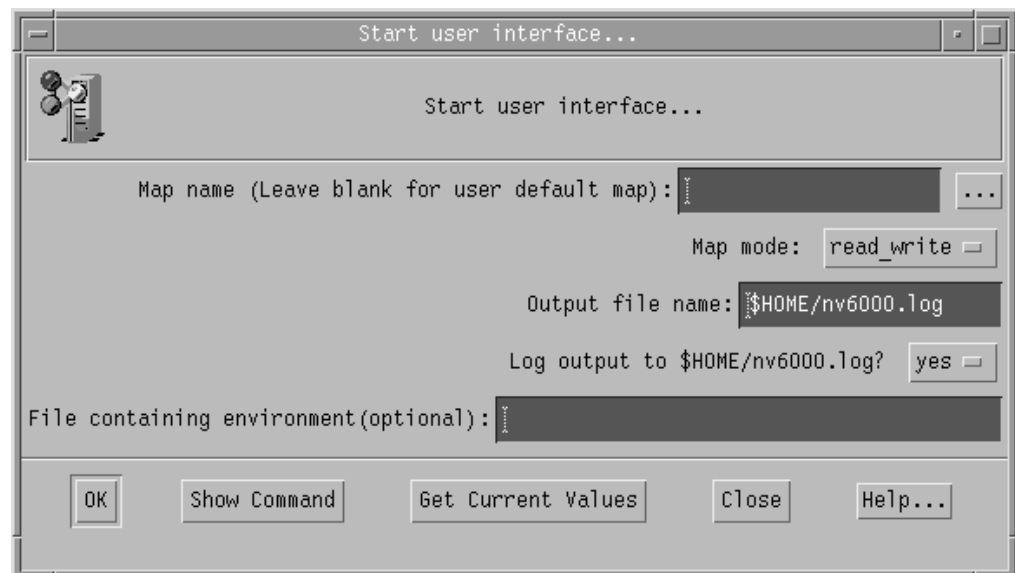 Start user interface...
Start user interface...
Map name (Leave blank for user default map):
...
Map mode: read_write
Output file name: $HOME/nv6000.log
Log output to $HOME/nv6000.log? yes
File containing environment(optional):
OK Show Command Get Current Values Close Help...